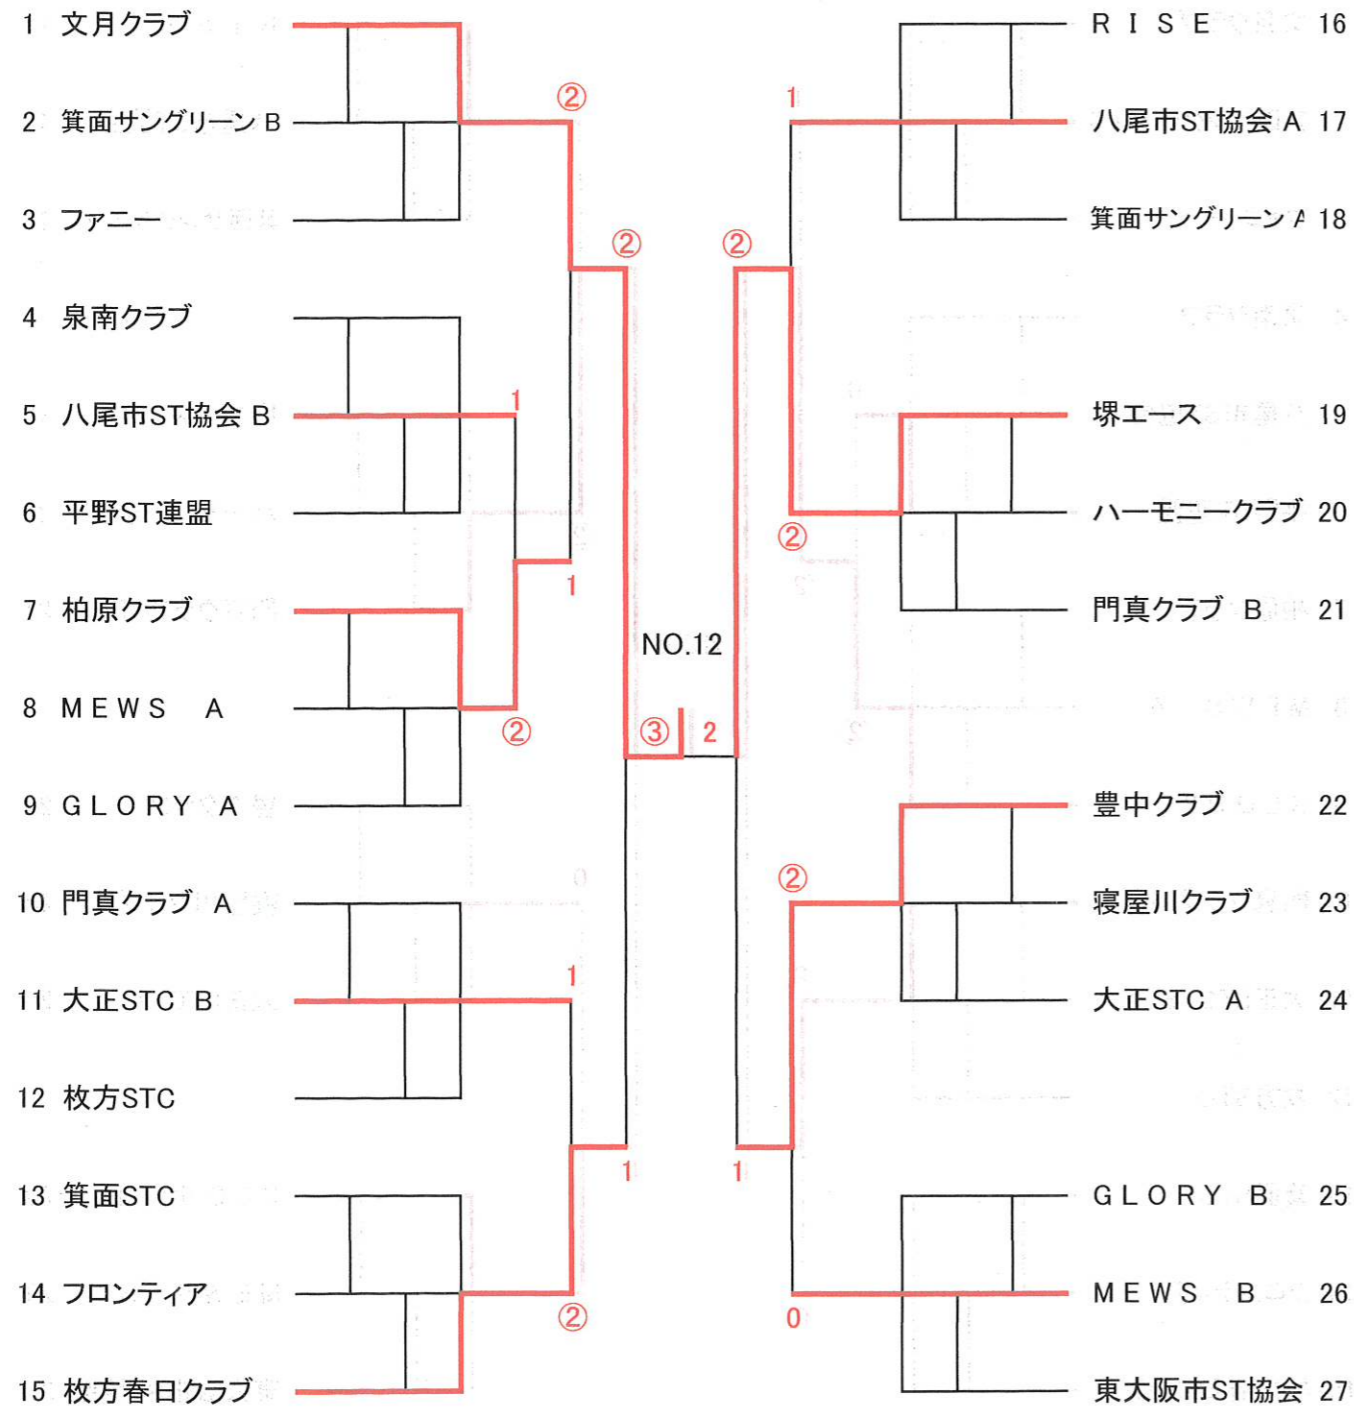 1 文月クラブ
2 箕面サングリーン B
3 ファニー
4 泉南クラブ
5 八尾市ST協会 B
6 平野ST連盟
7 柏原クラブ
8 MEWS A
9 GLORY A
10 門真クラブ A
11 大正STC B
12 枚方STC
13 箕面STC
14 フロンティア
15 枚方春日クラブ
②
②
1
1
②
1
②
1
NO.12
③ 2
1
②
②
②
1
0
RISE 16
八尾市ST協会 A 17
箕面サングリーン A 18
堺エース 19
ハーモニークラブ 20
門真クラブ B 21
豊中クラブ 22
寝屋川クラブ 23
大正STC A 24
GLORY B 25
MEWS B 26
東大阪市ST協会 27